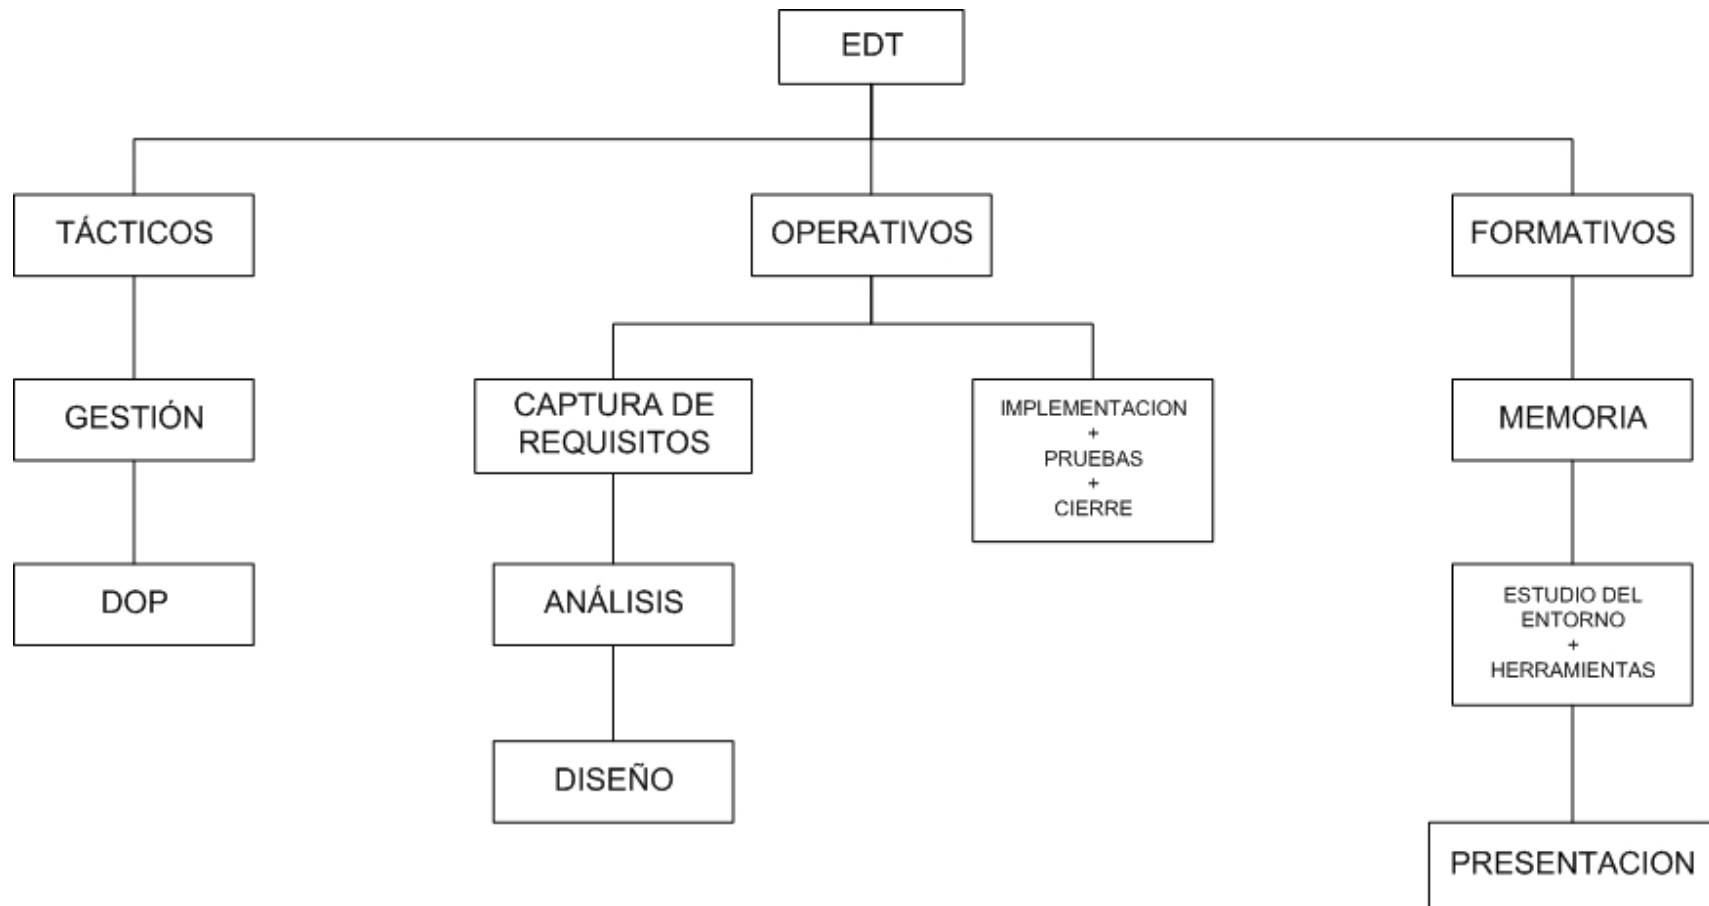 EDT
TÁCTICOS
OPERATIVOS
FORMATIVOS
GESTIÓN
CAPTURA DE
REQUISITOS
IMPLEMENTACION
+
PRUEBAS
+
CIERRE
MEMORIA
DOP
ANÁLISIS
ESTUDIO DEL
ENTORNO
+
HERRAMIENTAS
DISEÑO
PRESENTACION